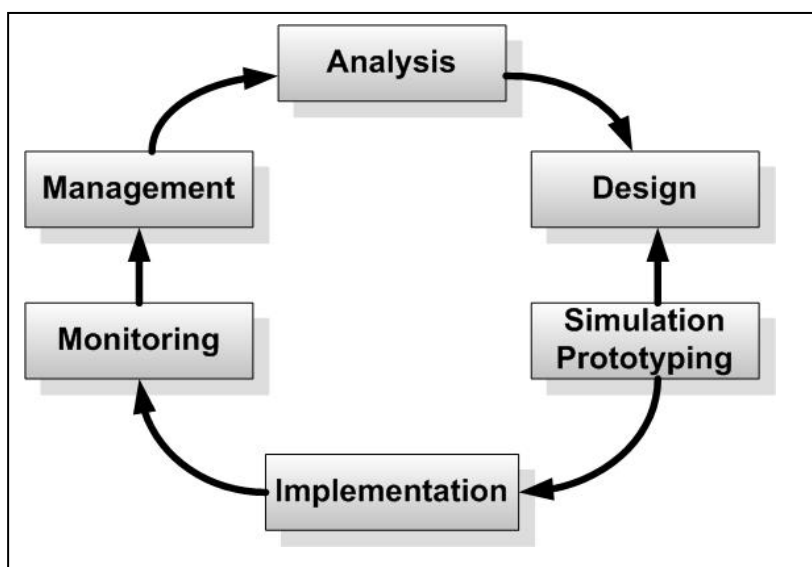 Analysis
Management
Design
Monitoring
Simulation
Prototyping
Implementation